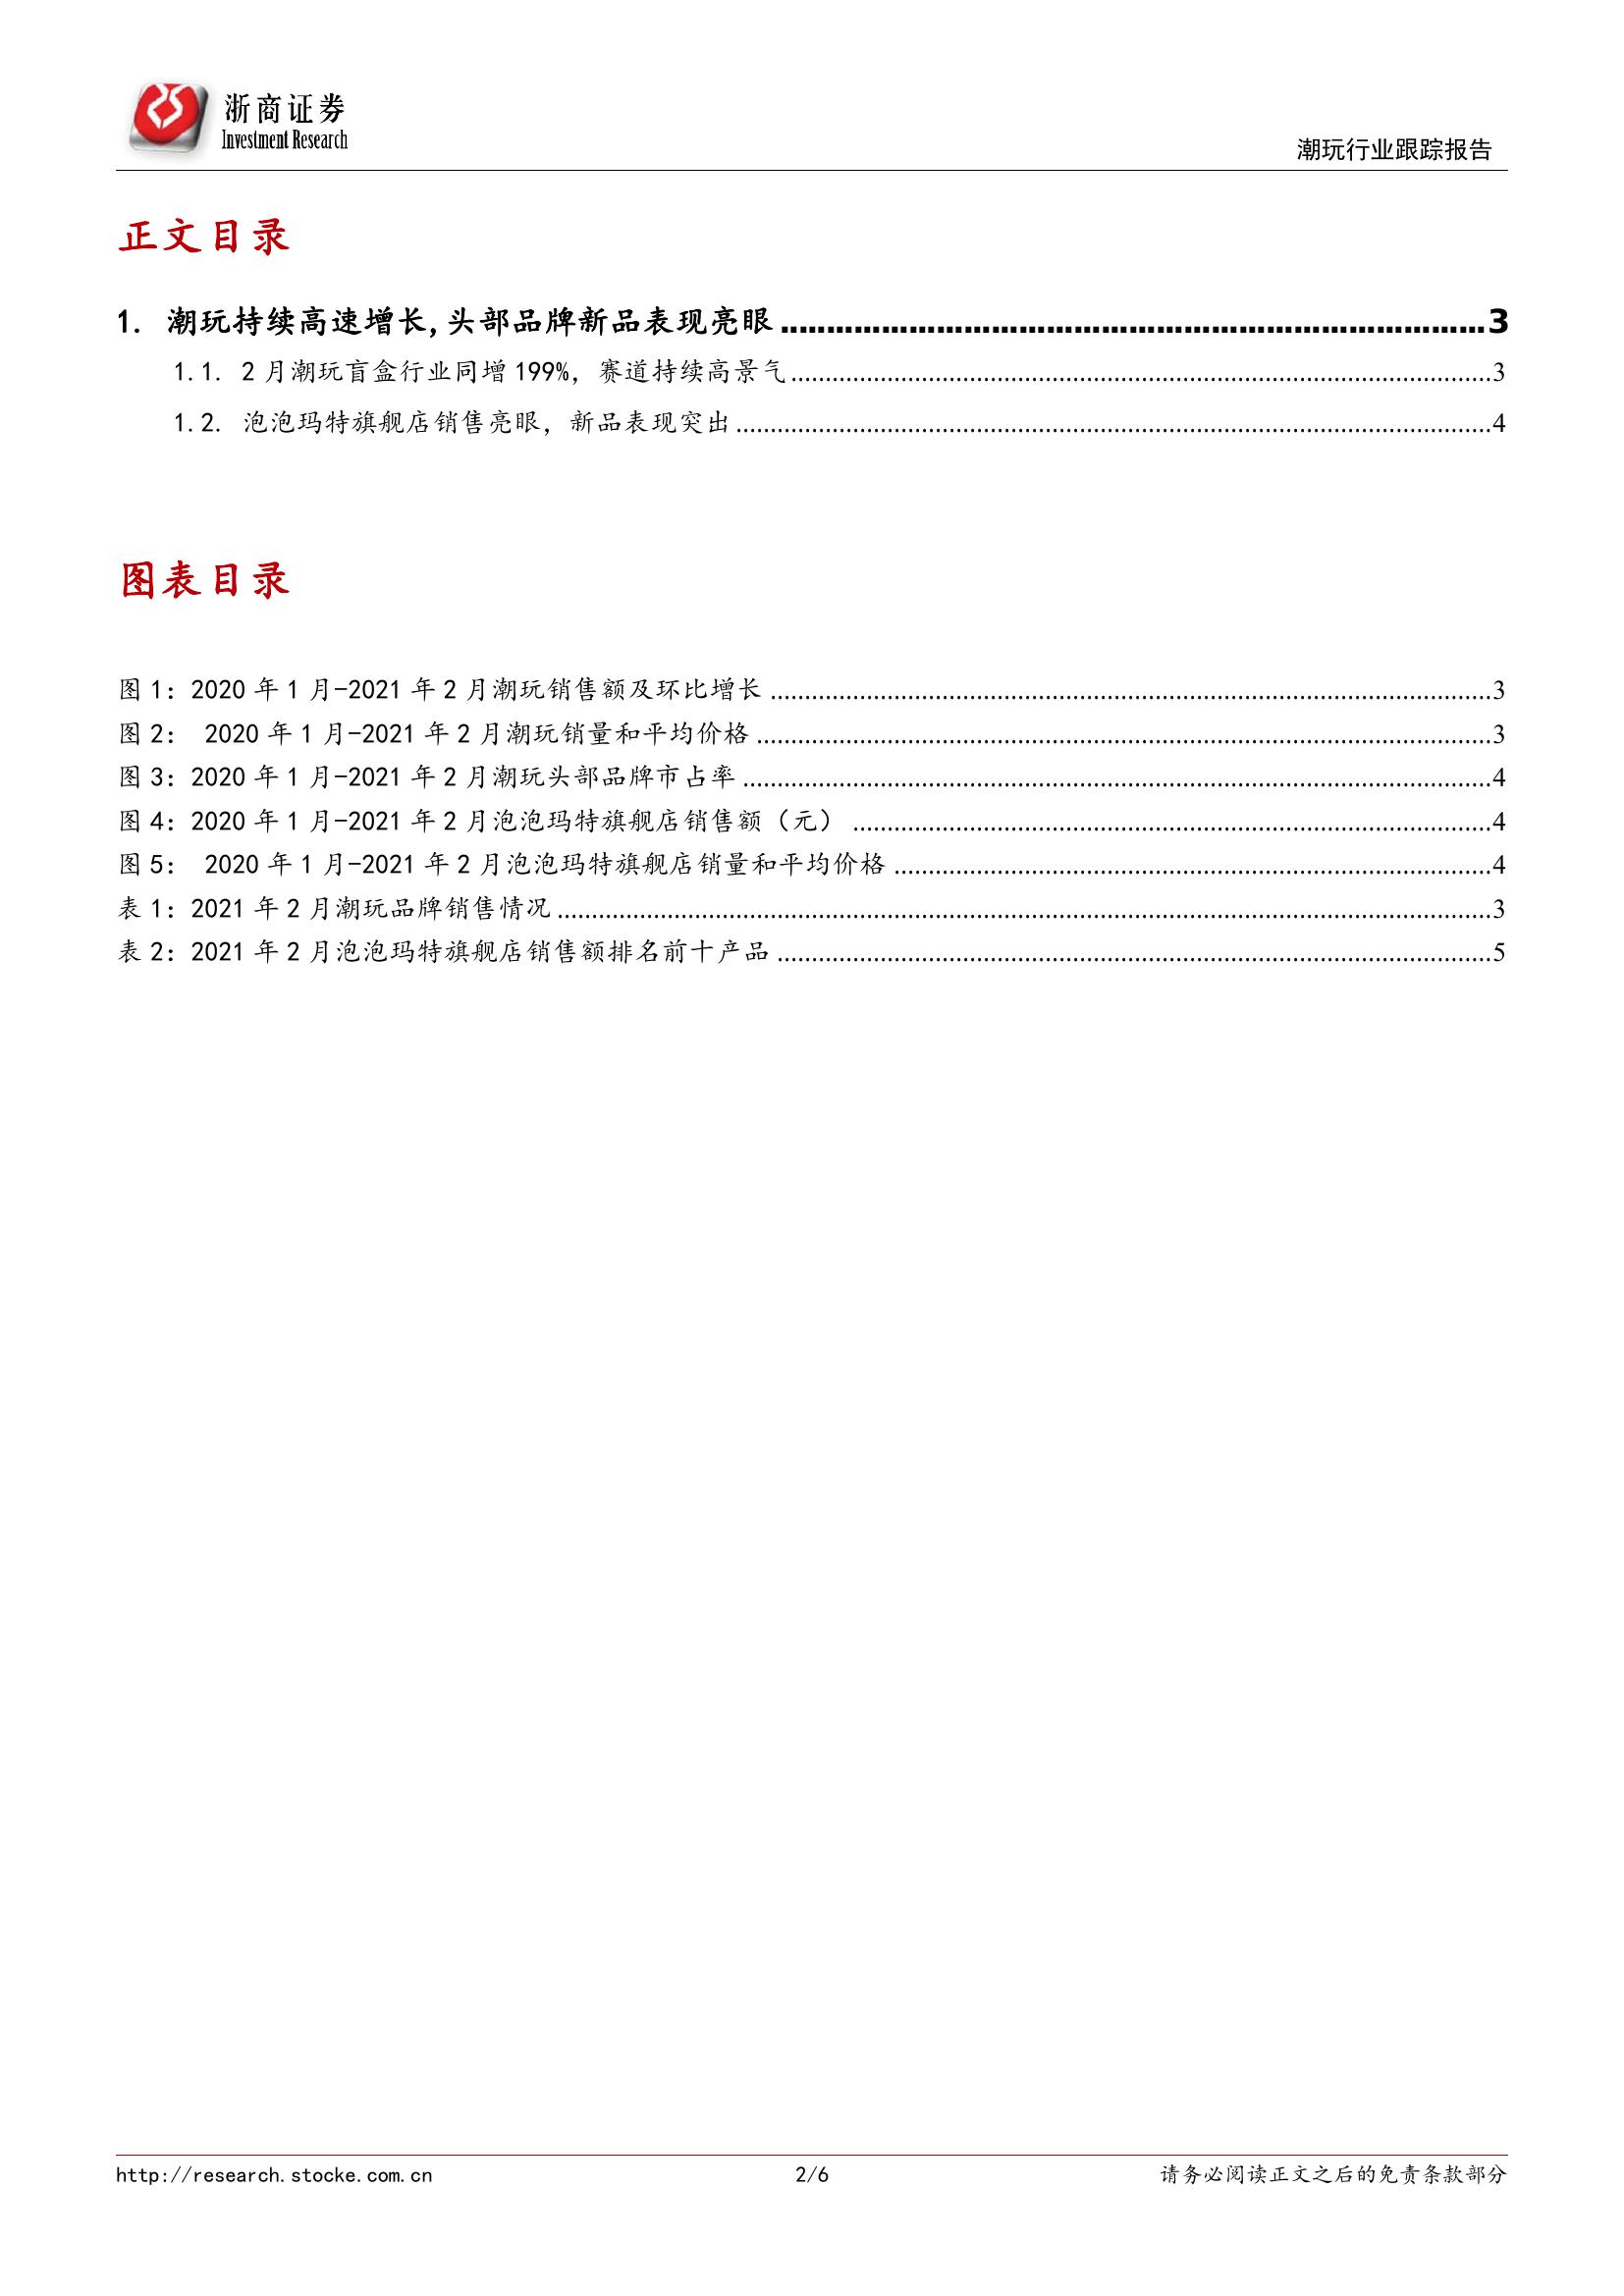 浙商证券
Investment Research
潮玩行业跟踪报告
正文目录
1. 潮玩持续高速增长,头部品牌新品表现亮眼......3
1.1. 2月潮玩盲盒行业同增199%，赛道持续高景气......3
1.2. 泡泡玛特旗舰店销售亮眼，新品表现突出......4
图表目录
图1：2020年1月-2021年2月潮玩销售额及环比增长......3
图2： 2020年1月-2021年2月潮玩销量和平均价格......3
图3：2020年1月-2021年2月潮玩头部品牌市占率......4
图4：2020年1月-2021年2月泡泡玛特旗舰店销售额（元）......4
图5： 2020年1月-2021年2月泡泡玛特旗舰店销量和平均价格......4
表1：2021年2月潮玩品牌销售情况......3
表2：2021年2月泡泡玛特旗舰店销售额排名前十产品......5
http://research.stocke.com.cn
2/6
请务必阅读正文之后的免责条款部分